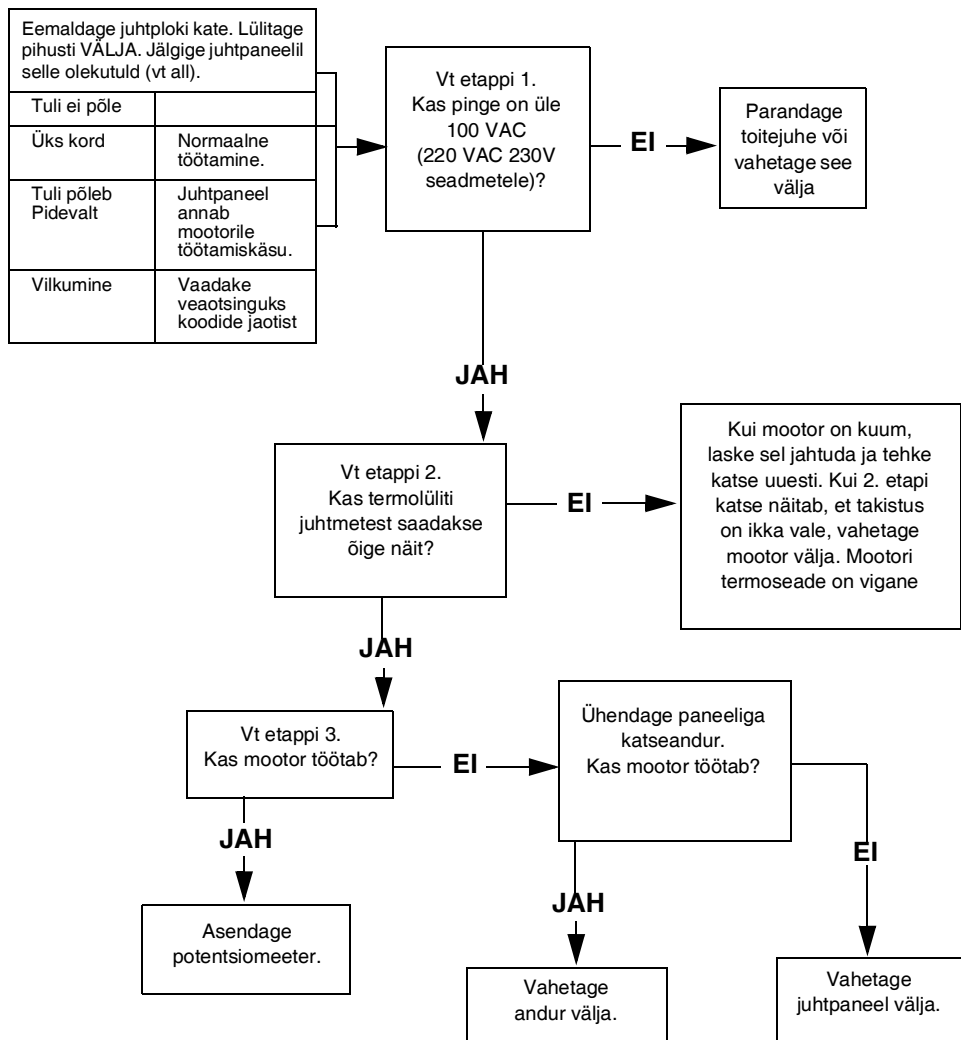 Eemaldage juhtploki kate. Lülitage
pihusti VÄLJA. Jälgige juhtpaneelil
selle olekutuld (vt all).
Tuli ei põle
Üks kord
Normaalne
töötamine.
Tuli põleb
Pidevalt
Juhtpaneel
annab
mootorile
töötamiskäsu.
Vilkumine
Vaadake
veaotsinguks
koodide jaotist
Vt etappi 1.
Kas pinge on üle
100 VAC
(220 VAC 230V
seadmetele)?
EI
Parandage
toitejuhe või
vahetage see
välja
JAH
Vt etappi 2.
Kas termolüliti
juhtmetest saadakse
õige näit?
EI
Kui mootor on kuum,
laske sel jahtuda ja tehke
katse uuesti. Kui 2. etapi
katse näitab, et takistus
on ikka vale, vahetage
mootor välja. Mootori
termoseade on vigane
JAH
Vt etappi 3.
Kas mootor töötab?
EI
Ühendage paneeliga
katseandur.
Kas mootor töötab?
JAH
Asendage
potentsiomeeter.
JAH
Vahetage
andur välja.
EI
Vahetage
juhtpaneel välja.